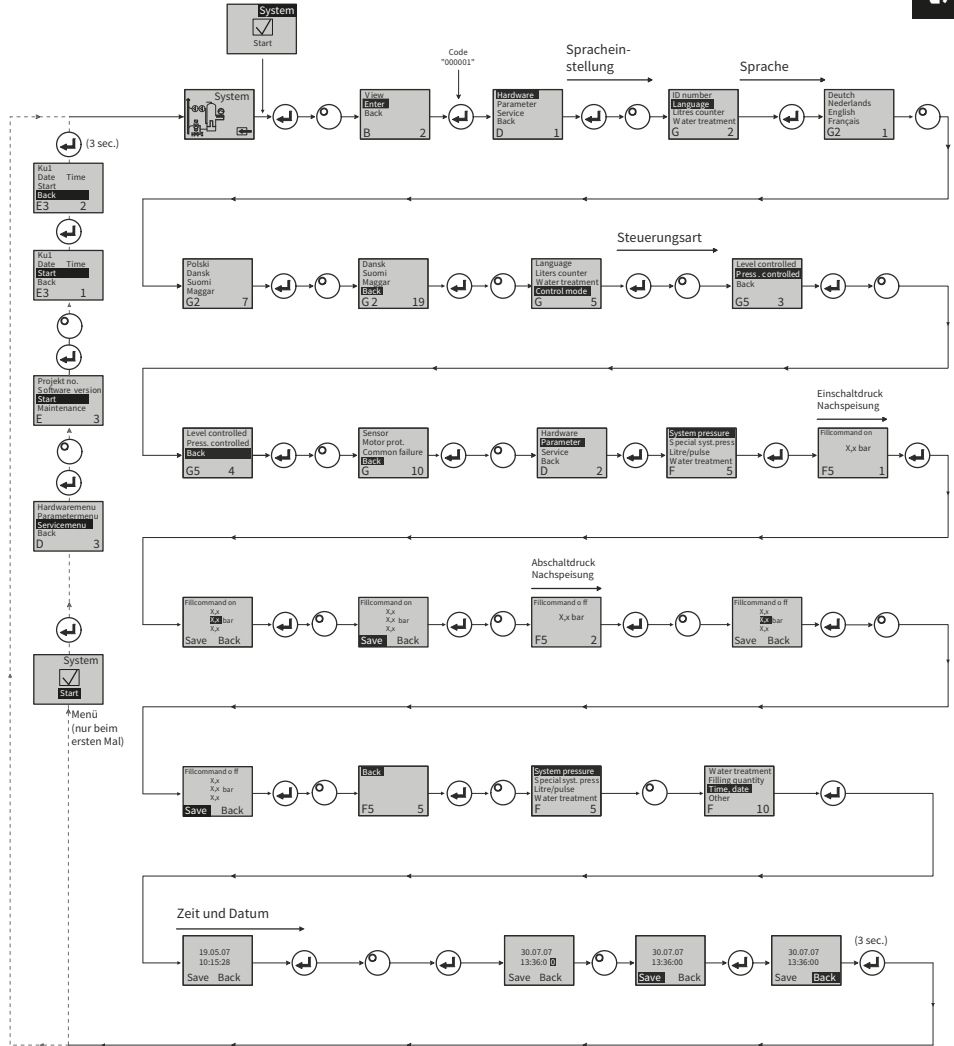 System
Start
Code
"000001"
Sprachein-
stellung
Sprache
System
View
Enter
Back
B 2
Hardware
Parameter
Service
Back
D 1
ID number
Language
Litres counter
Water treatment
G 2
Deutch
Nederlands
English
Français
G2 1
(3 sec.)
Ku1
Date Time
Start
Back
E3 2
Ku1
Date Time
Start
Back
E3 1
Projekt no.
Software version
Start
Maintenance
E 3
Hardwaremenu
Parametermenu
Servicemenu
Back
D 3
System
Start
Menü
(nur beim
ersten Mal)
Steuerungsart
Polski
Dansk
Suomi
Maggar
G2 7
Dansk
Suomi
Maggar
Back
G 2 19
Language
Liters counter
Water treatment
Control mode
G 5
Level controlled
Press. controlled
Back
G5 3
Einschaltdruck
Nachspeisung
Level controlled
Press. controlled
Back
G5 4
Sensor
Motor prot.
Common failure
Back
G 10
Hardware
Parameter
Service
Back
D 2
System pressure
Special syst.press
Litre/pulse
Water treatment
F 5
Fillcommand on
X,x bar
F5 1
Abschaltdruck
Nachspeisung
Fillcommand on
X,x
X,x bar
X,x
Save Back
Fillcommand on
X,x
X,x bar
X,x
Save Back
Fillcommand o ff
X,x bar
F5 2
Fillcommand o ff
X,x
X,x bar
X,x
Save Back
Fillcommand o ff
X,x
X,x bar
X,x
Save Back
Back
F5 5
System pressure
Special syst. press
Litre/pulse
Water treatment
F 5
Water treatment
Filling quantity
Time, date
Other
F 10
Zeit und Datum
19.05.07
10:15:28
Save Back
30.07.07
13:36:0 0
Save Back
30.07.07
13:36:00
Save Back
30.07.07
13:36:00
Save Back
(3 sec.)